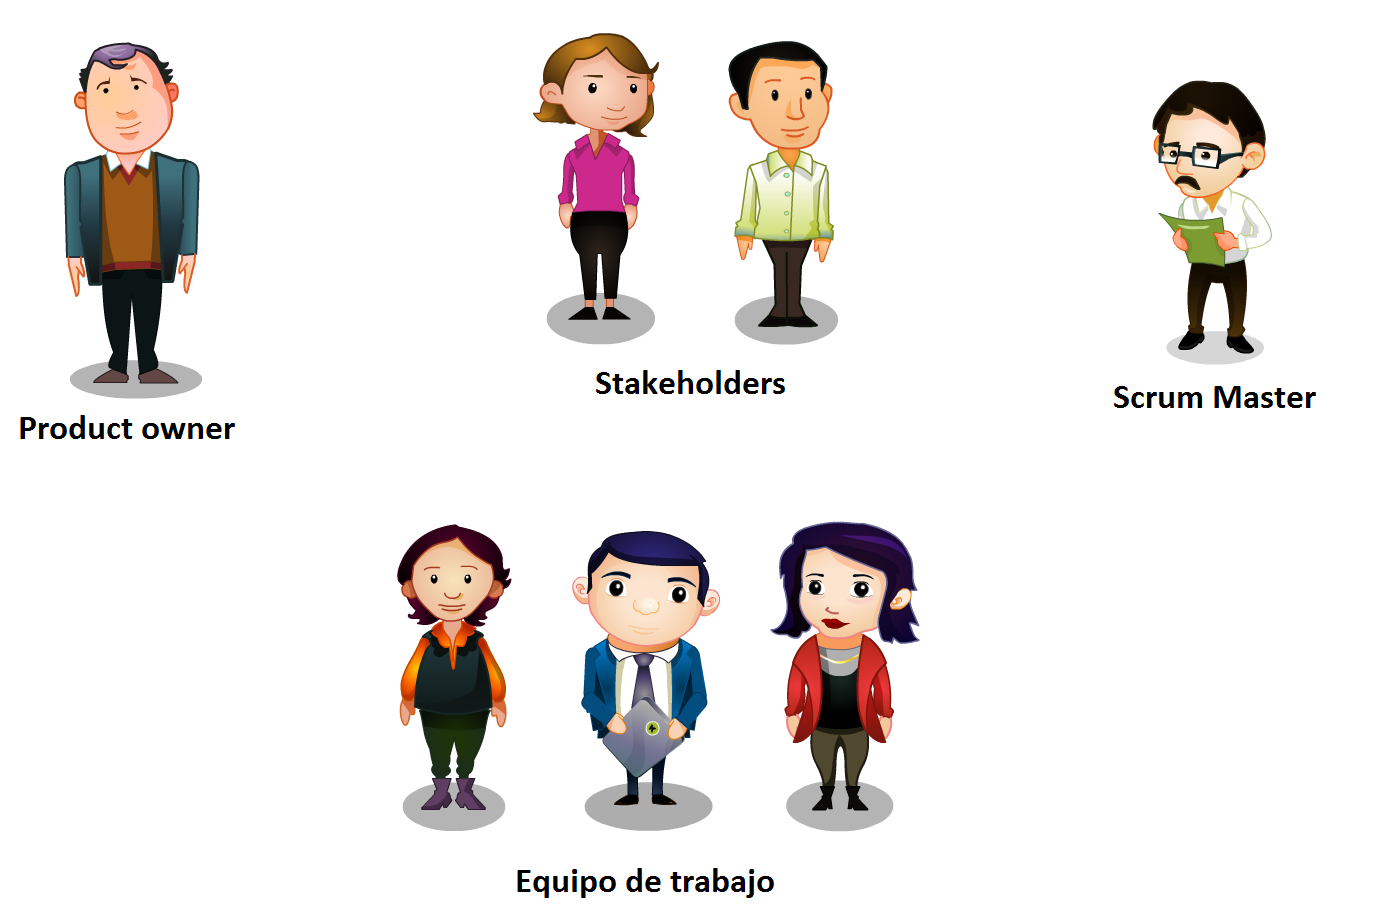 Stakeholders
Scrum Master
Product owner
Equipo de trabajo